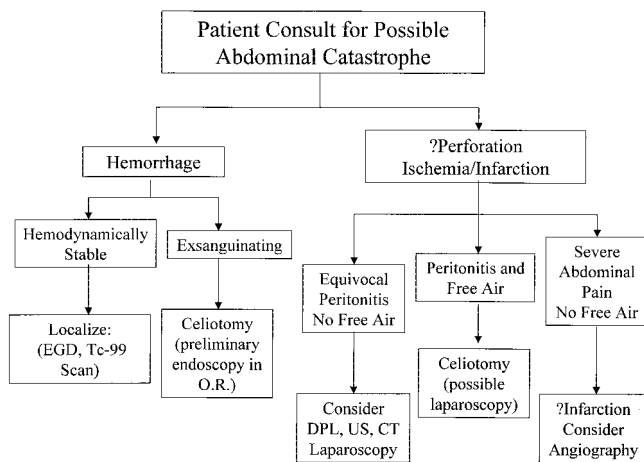 Patient Consult for Possible
Abdominal Catastrophe
Hemorrhage
?Perforation
Ischemia/Infarction
Hemodynamically
Stable
Exsanguinating
Equivocal
Peritonitis
No Free Air
Peritonitis and
Free Air
Severe
Abdominal
Pain
No Free Air
Localize:
(EGD, Tc-99
Scan)
Celiotomy
(preliminary
endoscopy in
O.R.)
Consider
DPL, US, CT
Laparoscopy
Celiotomy
(possible
laparoscopy)
?Infarction
Consider
Angiography